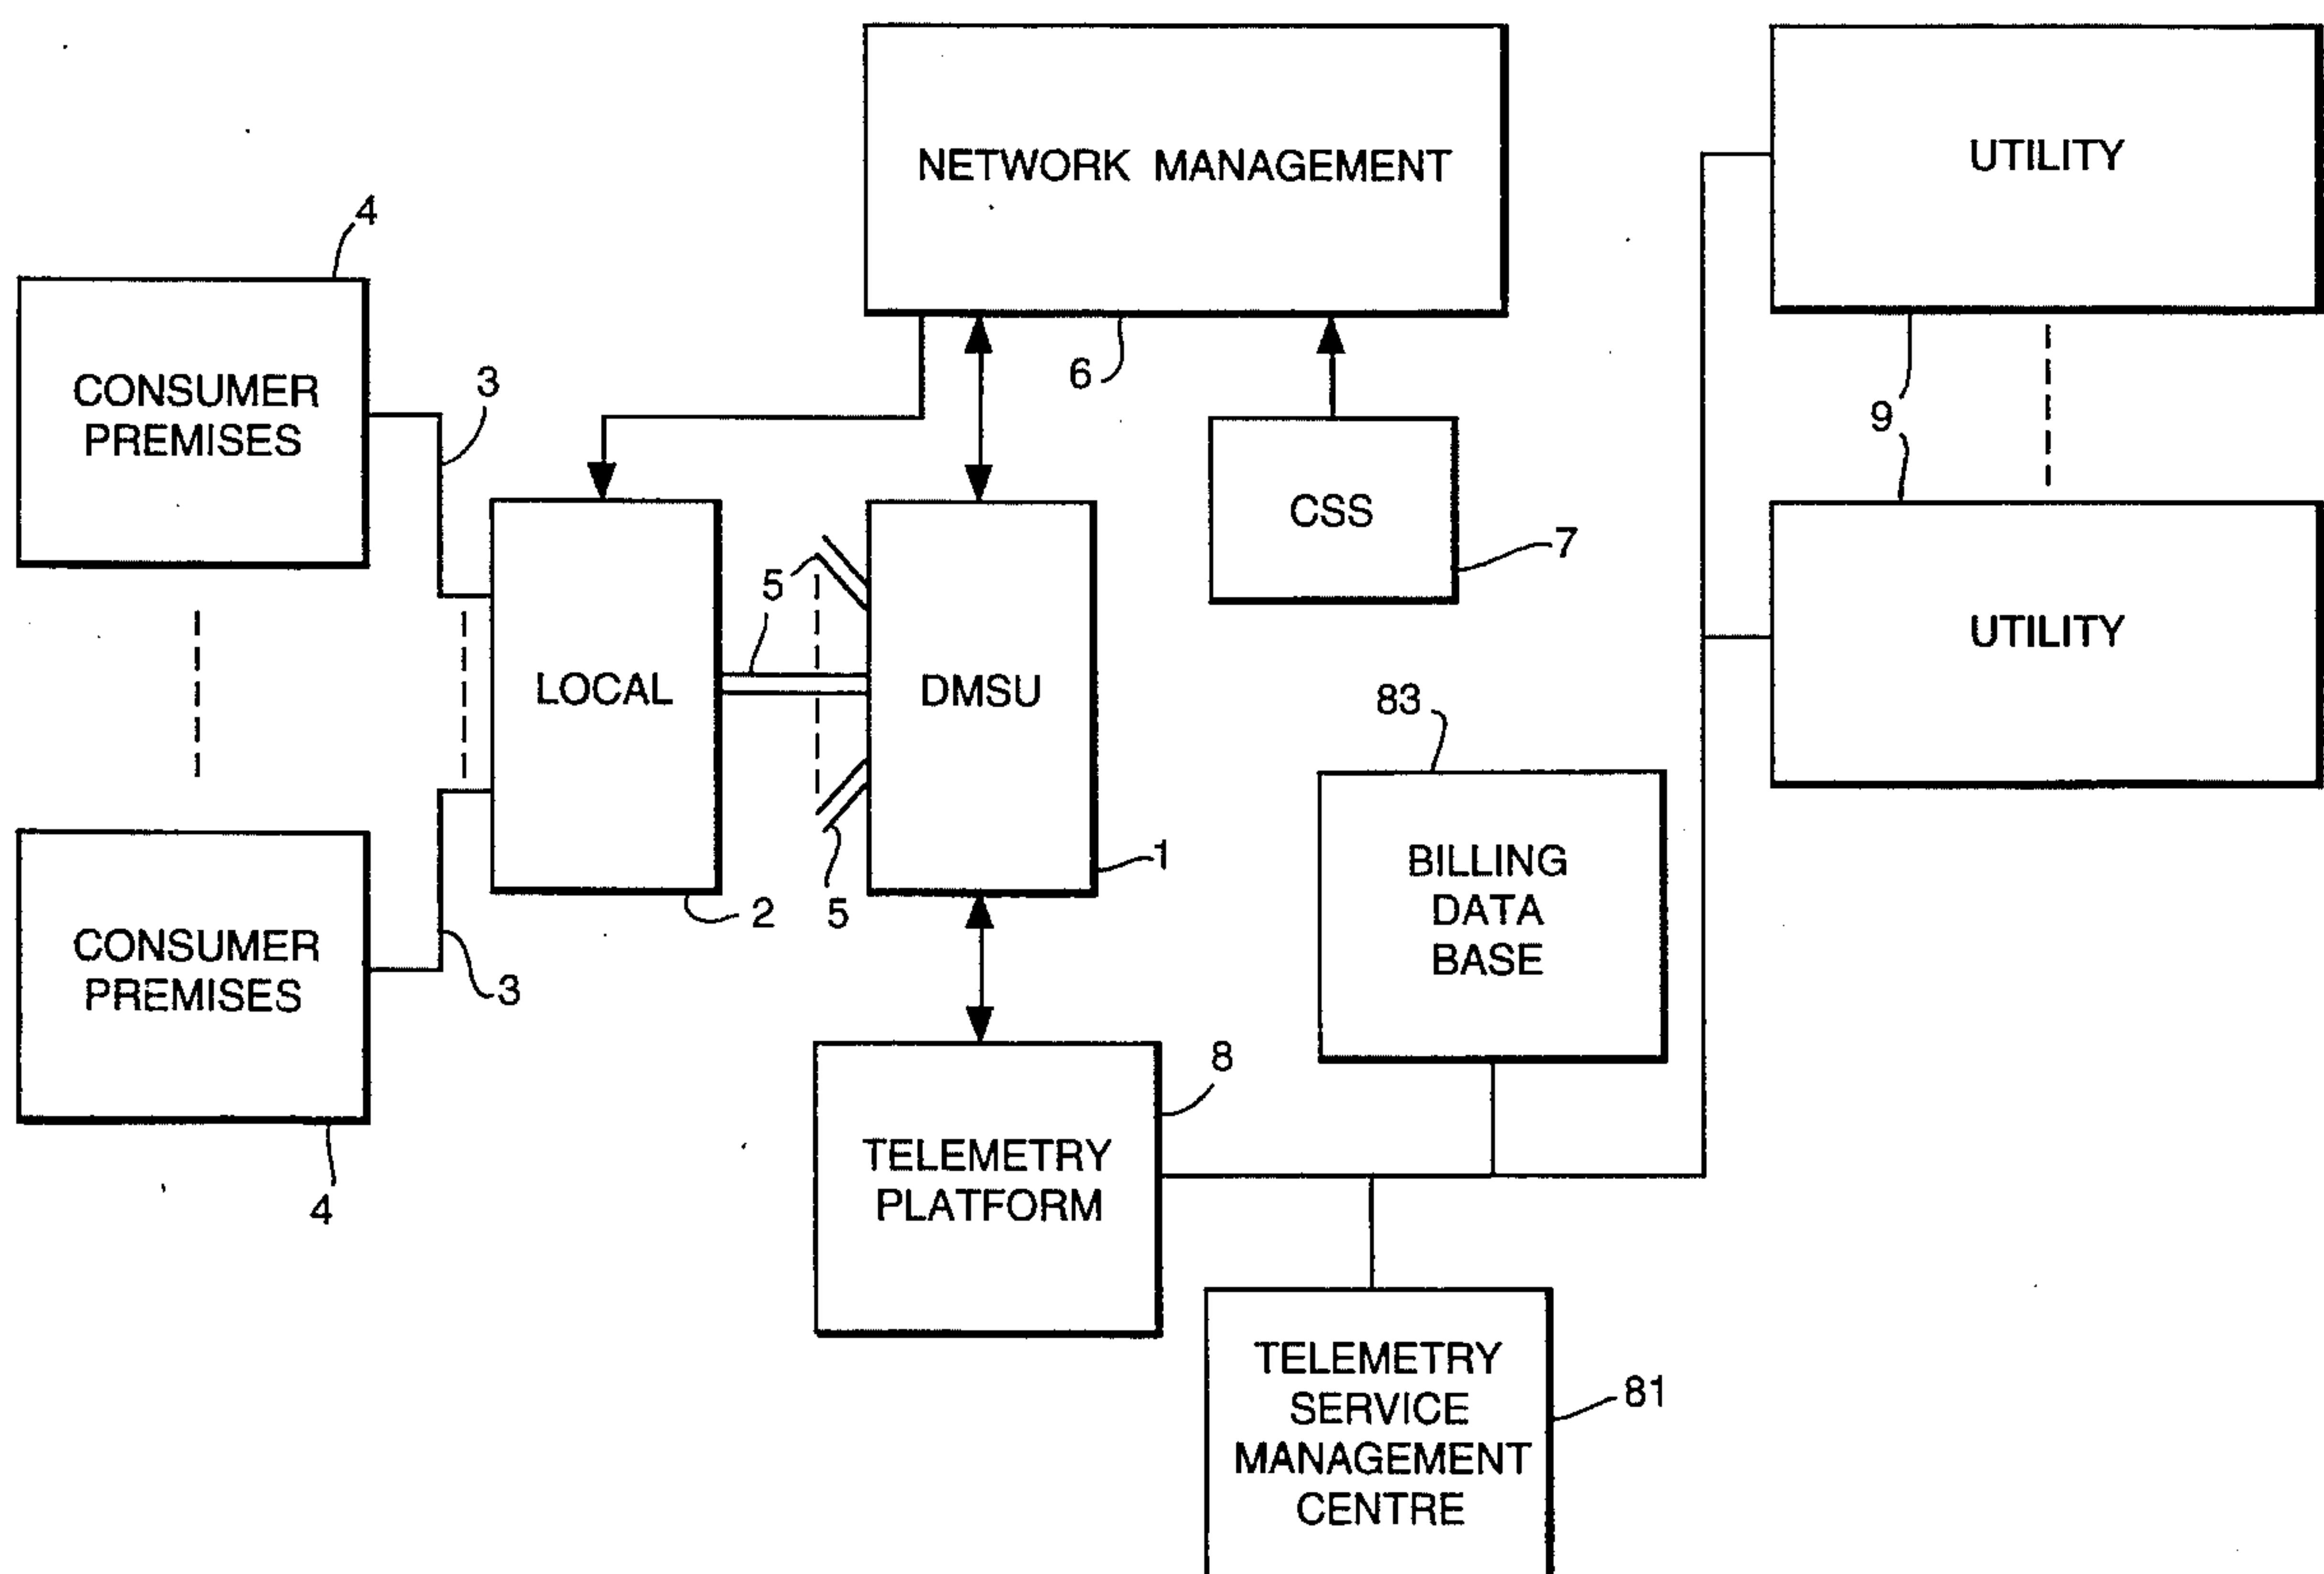 NETWORK MANAGEMENT
UTILITY
4
CONSUMER
PREMISES
3
6
9
CSS
7
5
LOCAL
DMSU
UTILITY
83
1
2
5
BILLING
DATA
BASE
CONSUMER
PREMISES
3
4
8
TELEMETRY
PLATFORM
TELEMETRY
SERVICE
MANAGEMENT
CENTRE
81